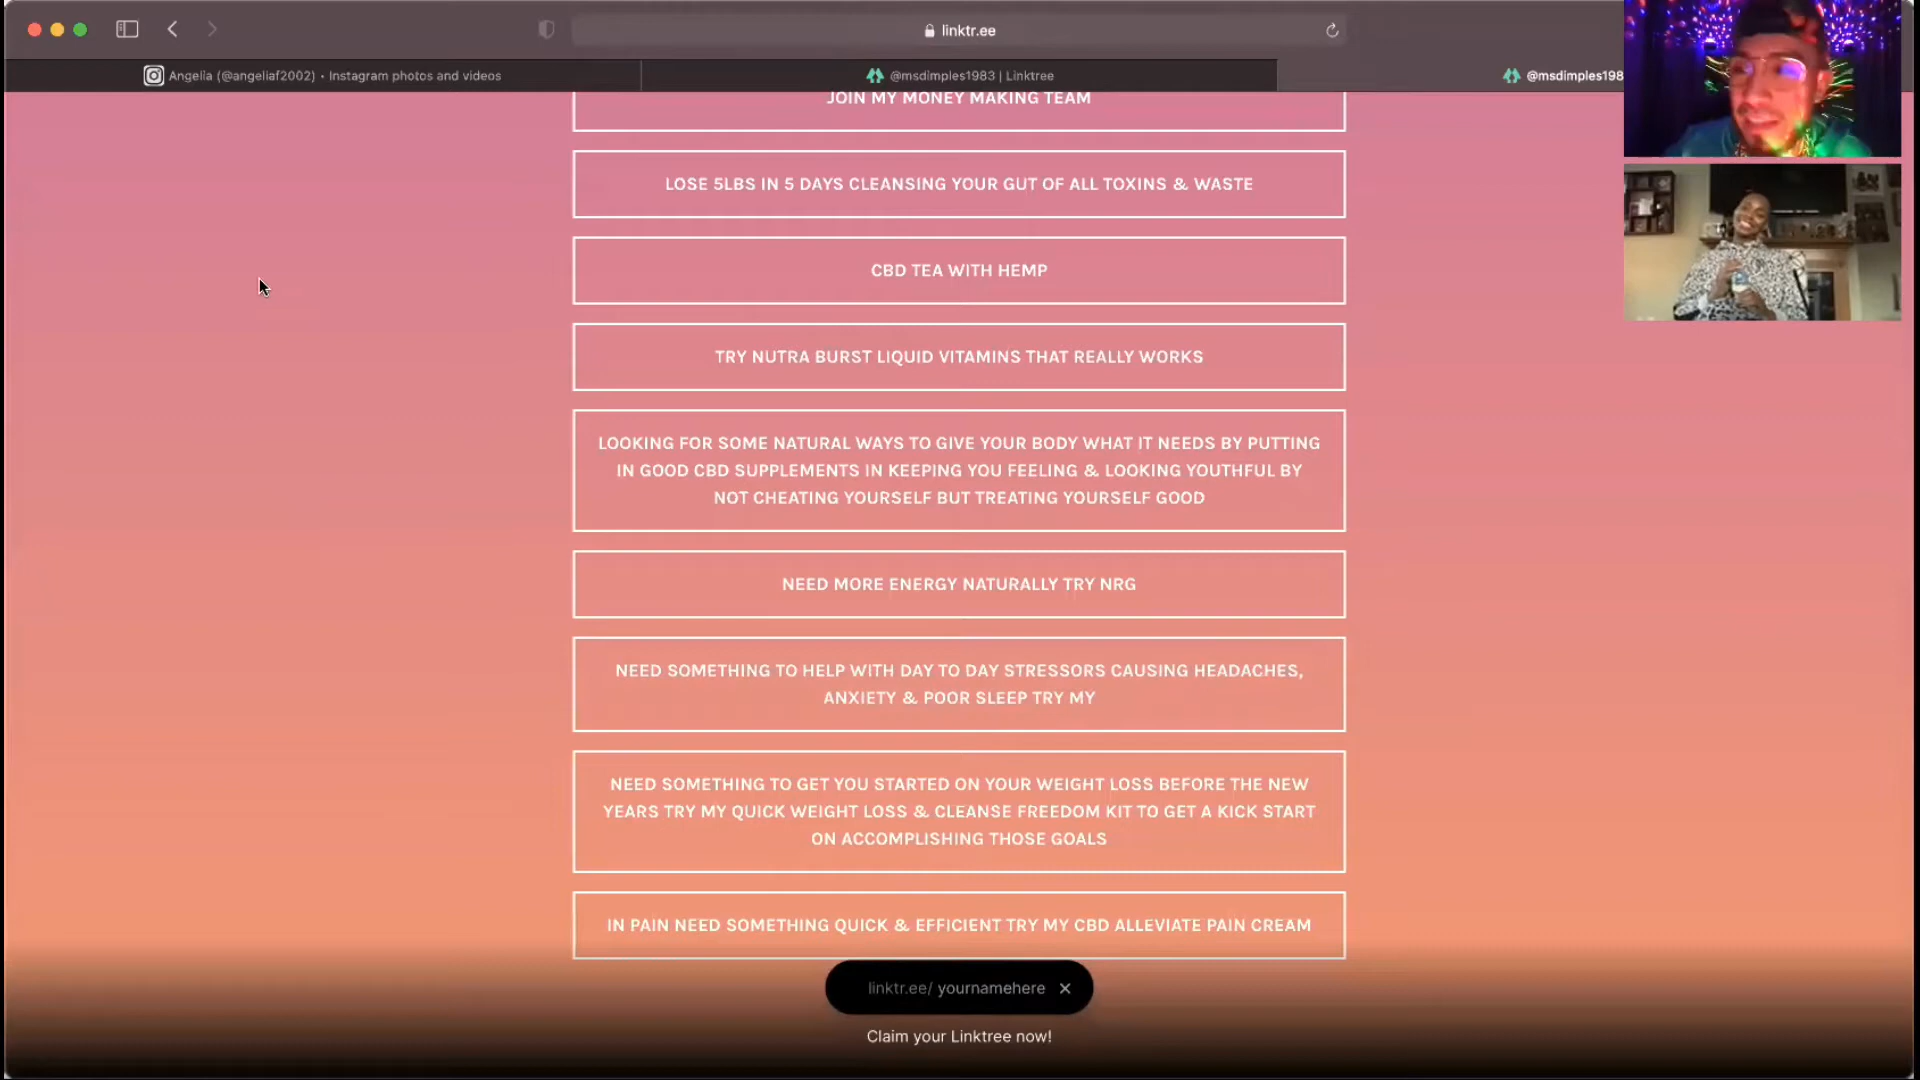 linktr.ee
Angelia (@angeliaf2002) • Instagram photos and videos
@msdimples1983 | Linktree
@msdimples198
JOIN MY MONEY MAKING TEAM
LOSE 5LBS IN 5 DAYS CLEANSING YOUR GUT OF ALL TOXINS & WASTE
CBD TEA WITH HEMP
TRY NUTRA BURST LIQUID VITAMINS THAT REALLY WORKS
LOOKING FOR SOME NATURAL WAYS TO GIVE YOUR BODY WHAT IT NEEDS BY PUTTING
IN GOOD CBD SUPPLEMENTS IN KEEPING YOU FEELING & LOOKING YOUTHFUL BY
NOT CHEATING YOURSELF BUT TREATING YOURSELF GOOD
NEED MORE ENERGY NATURALLY TRY NRG
NEED SOMETHING TO HELP WITH DAY TO DAY STRESSORS CAUSING HEADACHES,
ANXIETY & POOR SLEEP TRY MY
NEED SOMETHING TO GET YOU STARTED ON YOUR WEIGHT LOSS BEFORE THE NEW
YEARS TRY MY QUICK WEIGHT LOSS & CLEANSE FREEDOM KIT TO GET A KICK START
ON ACCOMPLISHING THOSE GOALS
IN PAIN NEED SOMETHING QUICK & EFFICIENT TRY MY CBD ALLEVIATE PAIN CREAM
linktr.ee/ yournamehere
Claim your Linktree now!